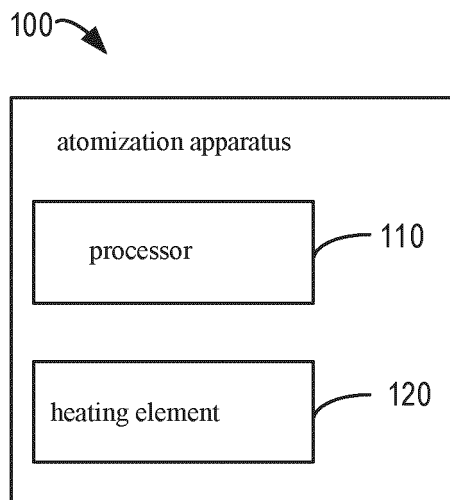 100
atomization apparatus
processor
110
heating element
120